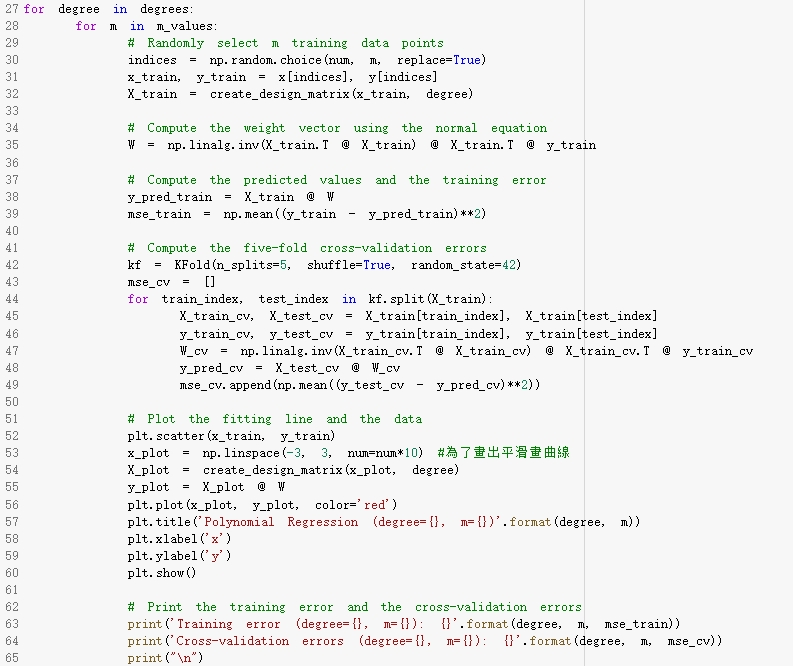 27 for degree in degrees:
28     for m in m_values:
29         # Randomly select m training data points
30         indices = np.random.choice(num, m, replace=True)
31         x_train, y_train = x[indices], y[indices]
32         X_train = create_design_matrix(x_train, degree)
33
34         # Compute the weight vector using the normal equation
35         W = np.linalg.inv(X_train.T @ X_train) @ X_train.T @ y_train
36
37         # Compute the predicted values and the training error
38         y_pred_train = X_train @ W
39         mse_train = np.mean((y_train - y_pred_train)**2)
40
41         # Compute the five-fold cross-validation errors
42         kf = KFold(n_splits=5, shuffle=True, random_state=42)
43         mse_cv = []
44         for train_index, test_index in kf.split(X_train):
45             X_train_cv, X_test_cv = X_train[train_index], X_train[test_index]
46             y_train_cv, y_test_cv = y_train[train_index], y_train[test_index]
47             W_cv = np.linalg.inv(X_train_cv.T @ X_train_cv) @ X_train_cv.T @ y_train_cv
48             y_pred_cv = X_test_cv @ W_cv
49             mse_cv.append(np.mean((y_test_cv - y_pred_cv)**2))
50
51         # Plot the fitting line and the data
52         plt.scatter(x_train, y_train)
53         x_plot = np.linspace(-3, 3, num=num*10) #為了畫出平滑畫曲線
54         X_plot = create_design_matrix(x_plot, degree)
55         y_plot = X_plot @ W
56         plt.plot(x_plot, y_plot, color='red')
57         plt.title('Polynomial Regression (degree={}, m={})'.format(degree, m))
58         plt.xlabel('x')
59         plt.ylabel('y')
60         plt.show()
61
62         # Print the training error and the cross-validation errors
63         print('Training error (degree={}, m={}): {}'.format(degree, m, mse_train))
64         print('Cross-validation errors (degree={}, m={}): {}'.format(degree, m, mse_cv))
65         print("\n")